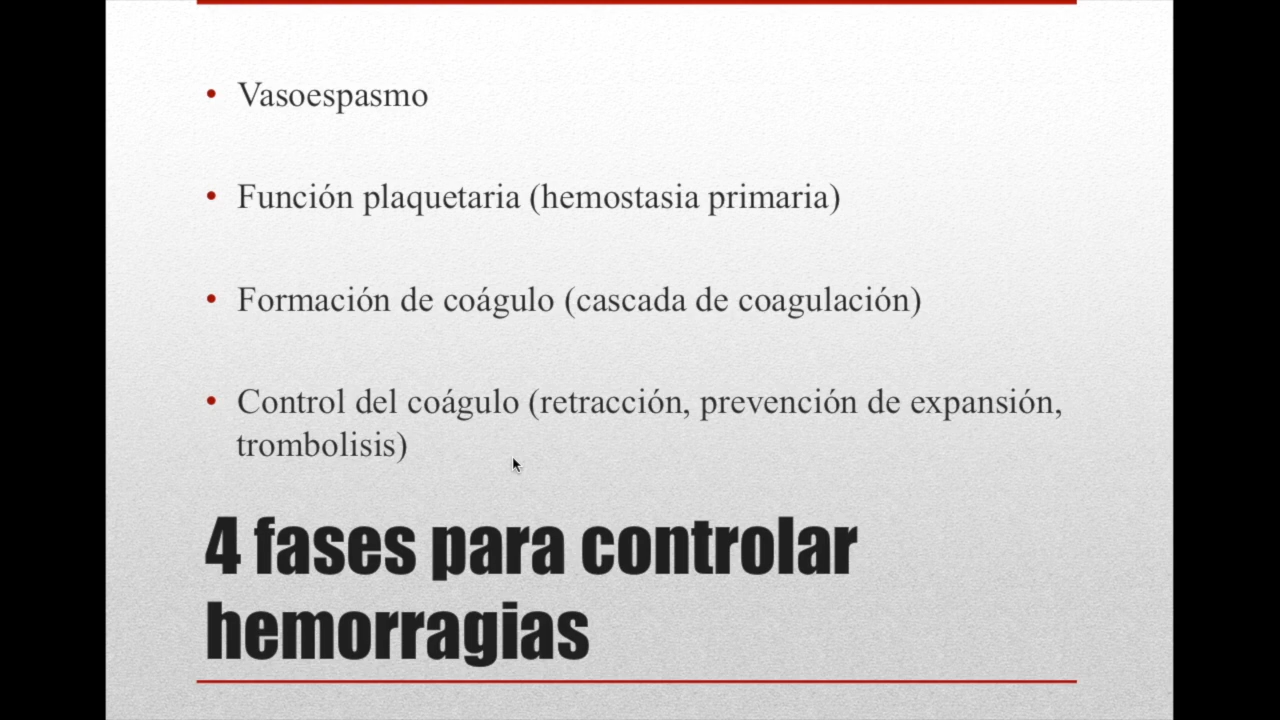 • Vasoespasmo
• Función plaquetaria (hemostasia primaria)
• Formación de coágulo (cascada de coagulación)
• Control del coágulo (retracción, prevención de expansión,
trombolisis)
4 fases para controlar
hemorragias